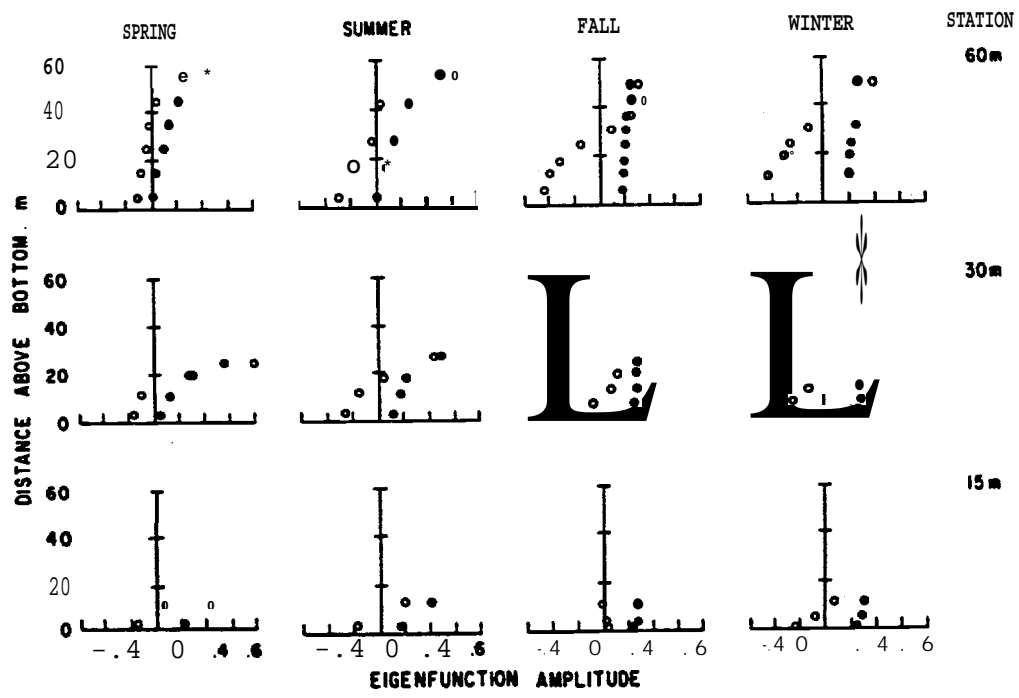 SPRING SUMMER FALL WINTER STATION
60 60m
40
20
0
60 30m
40
20
0
L L
60 15m
40
20
0
-.4 0 .4 .6 -.4 0 .4 .6 -.4 0 .4 .6 -.4 0 .4 .6
DISTANCE ABOVE BOTTOM. m
EIGENFUNCTION AMPLITUDE